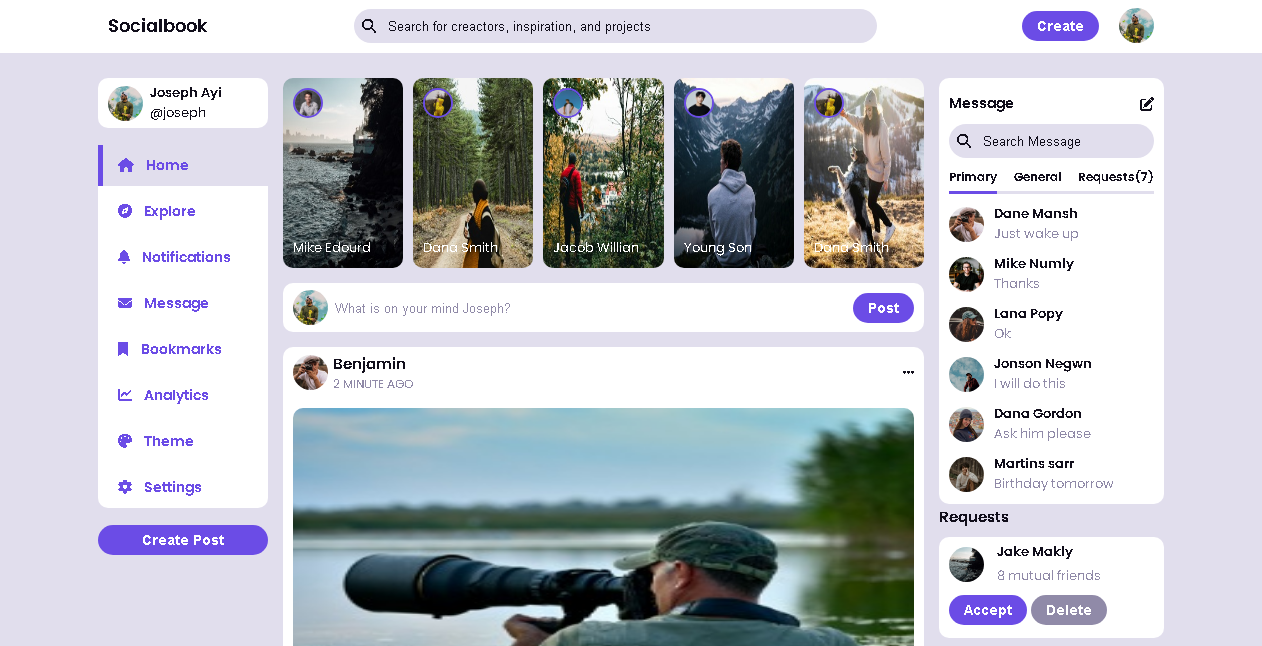 Socialbook
Search for creactors, inspiration, and projects
Create
Joseph Ayi
@joseph
Home
Explore
Notifications
Message
Bookmarks
Analytics
Theme
Settings
Create Post
Mike Edourd
Dana Smith
Jacob Willian
Young Son
Dana Smith
What is on your mind Joseph?
Post
Benjamin
2 MINUTE AGO
Message
Search Message
Primary General Requests(7)
Dane Mansh
Just wake up
Mike Numly
Thanks
Lana Popy
Ok
Jonson Negwn
I will do this
Dana Gordon
Ask him please
Martins sarr
Birthday tomorrow
Requests
Jake Makly
8 mutual friends
Accept Delete